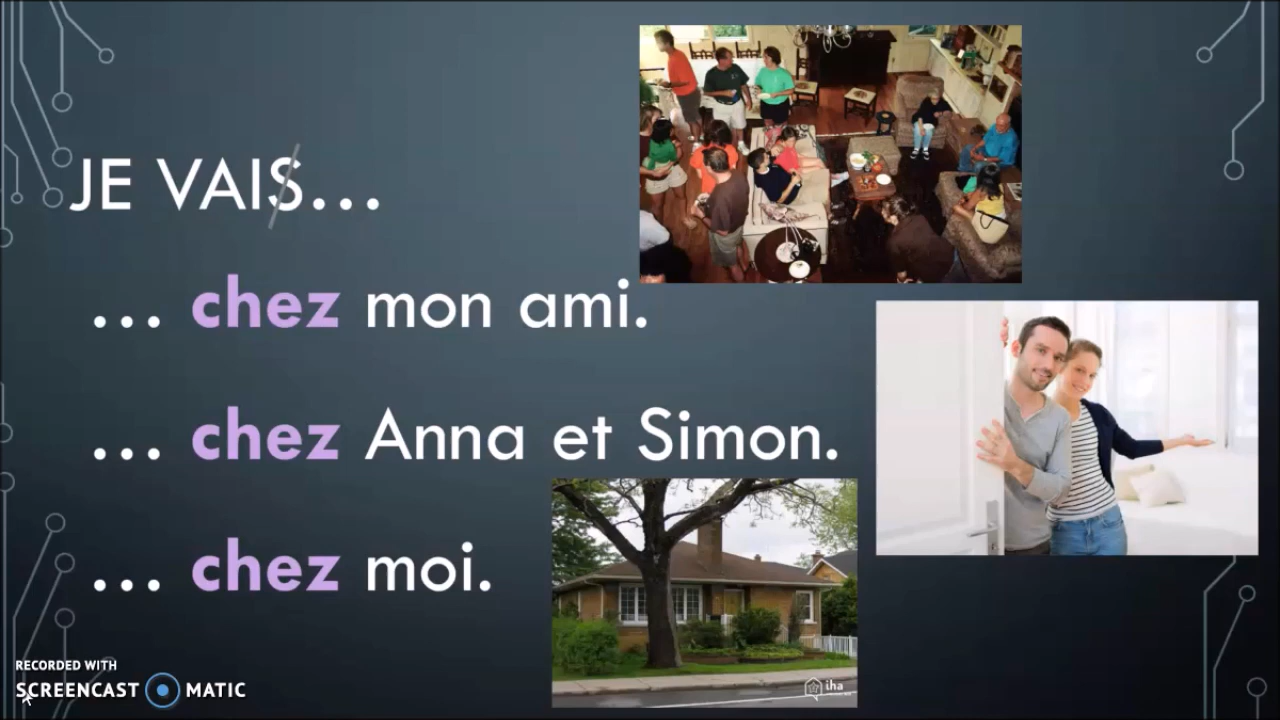 JE VAIS...
... chez mon ami.
... chez Anna et Simon.
... chez moi.
iha
RECORDED WITH
SCREENCAST MATIC